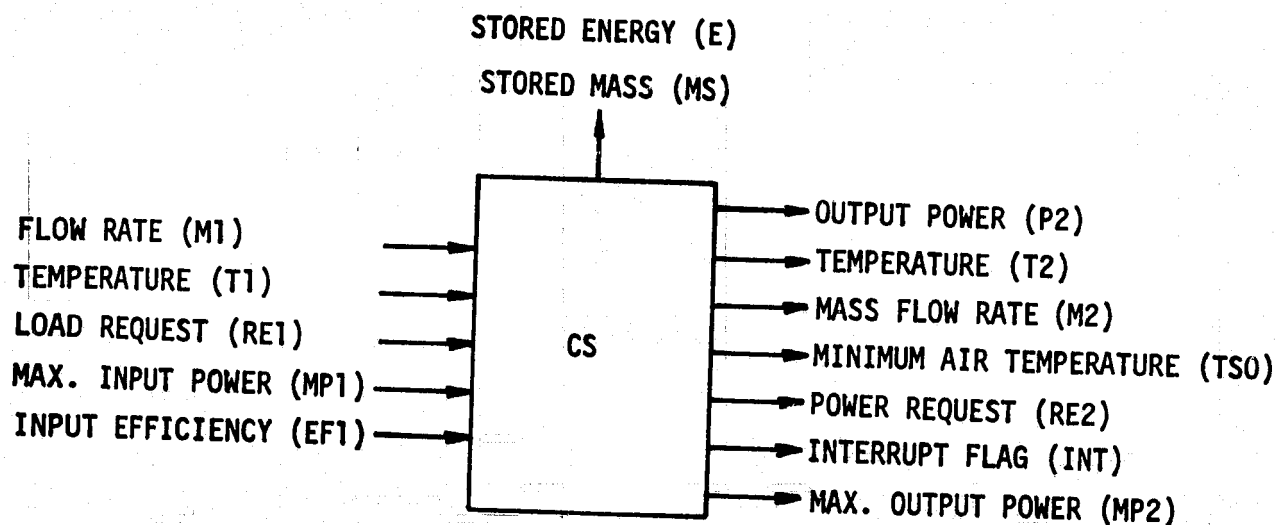 STORED ENERGY (E)
STORED MASS (MS)
FLOW RATE (M1)
TEMPERATURE (T1)
LOAD REQUEST (RE1)
MAX. INPUT POWER (MP1)
INPUT EFFICIENCY (EF1)
CS
OUTPUT POWER (P2)
TEMPERATURE (T2)
MASS FLOW RATE (M2)
MINIMUM AIR TEMPERATURE (TSO)
POWER REQUEST (RE2)
INTERRUPT FLAG (INT)
MAX. OUTPUT POWER (MP2)